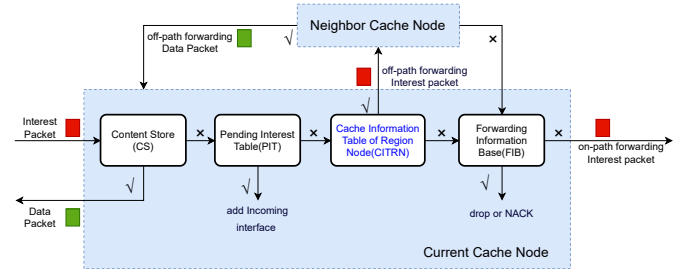 Neighbor Cache Node
off-path forwarding
Data Packet
√
×
off-path forwarding
Interest packet
√
Interest
Packet
Content Store
(CS)
×
Pending Interest
Table(PIT)
×
Cache Information
Table of Region
Node(CITRN)
×
Forwarding
Information
Base(FIB)
×
on-path forwarding
Interest packet
√
√
√
Data
Packet
add Incoming
interface
drop or NACK
Current Cache Node